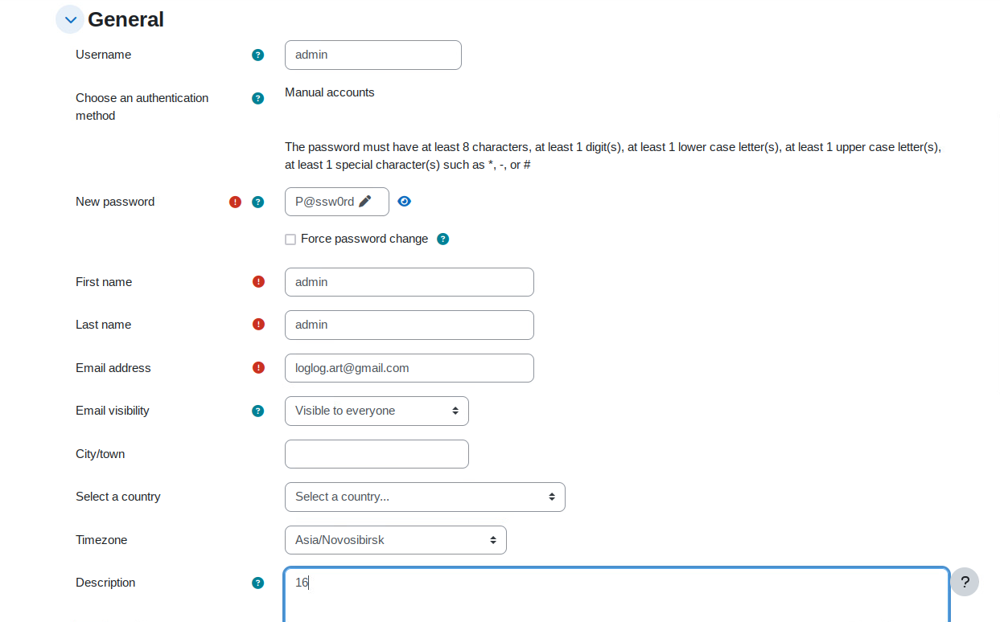 General
Username
admin
Choose an authentication
method
Manual accounts
The password must have at least 8 characters, at least 1 digit(s), at least 1 lower case letter(s), at least 1 upper case letter(s),
at least 1 special character(s) such as *, -, or #
New password
P@ssw0rd
Force password change
First name
admin
Last name
admin
Email address
loglog.art@gmail.com
Email visibility
Visible to everyone
City/town
Select a country
Select a country...
Timezone
Asia/Novosibirsk
Description
16
?